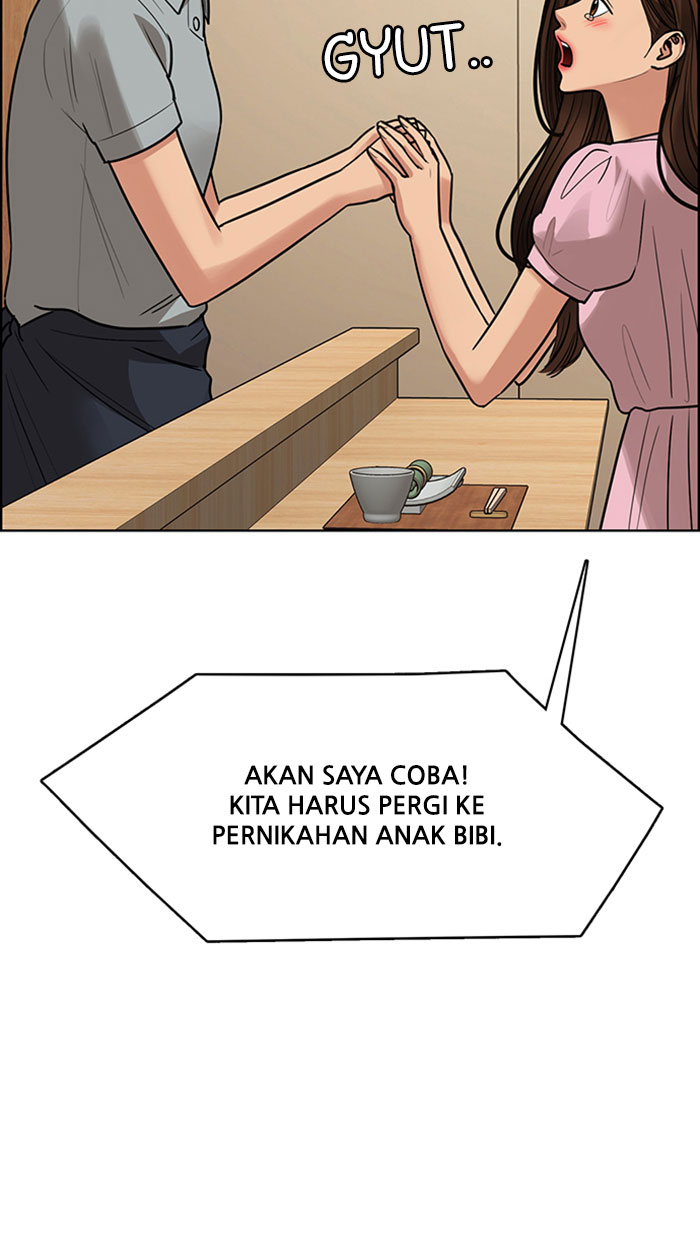 GYUT..
AKAN SAYA COBA!
KITA HARUS PERGI KE
PERNIKAHAN ANAK BIBI.